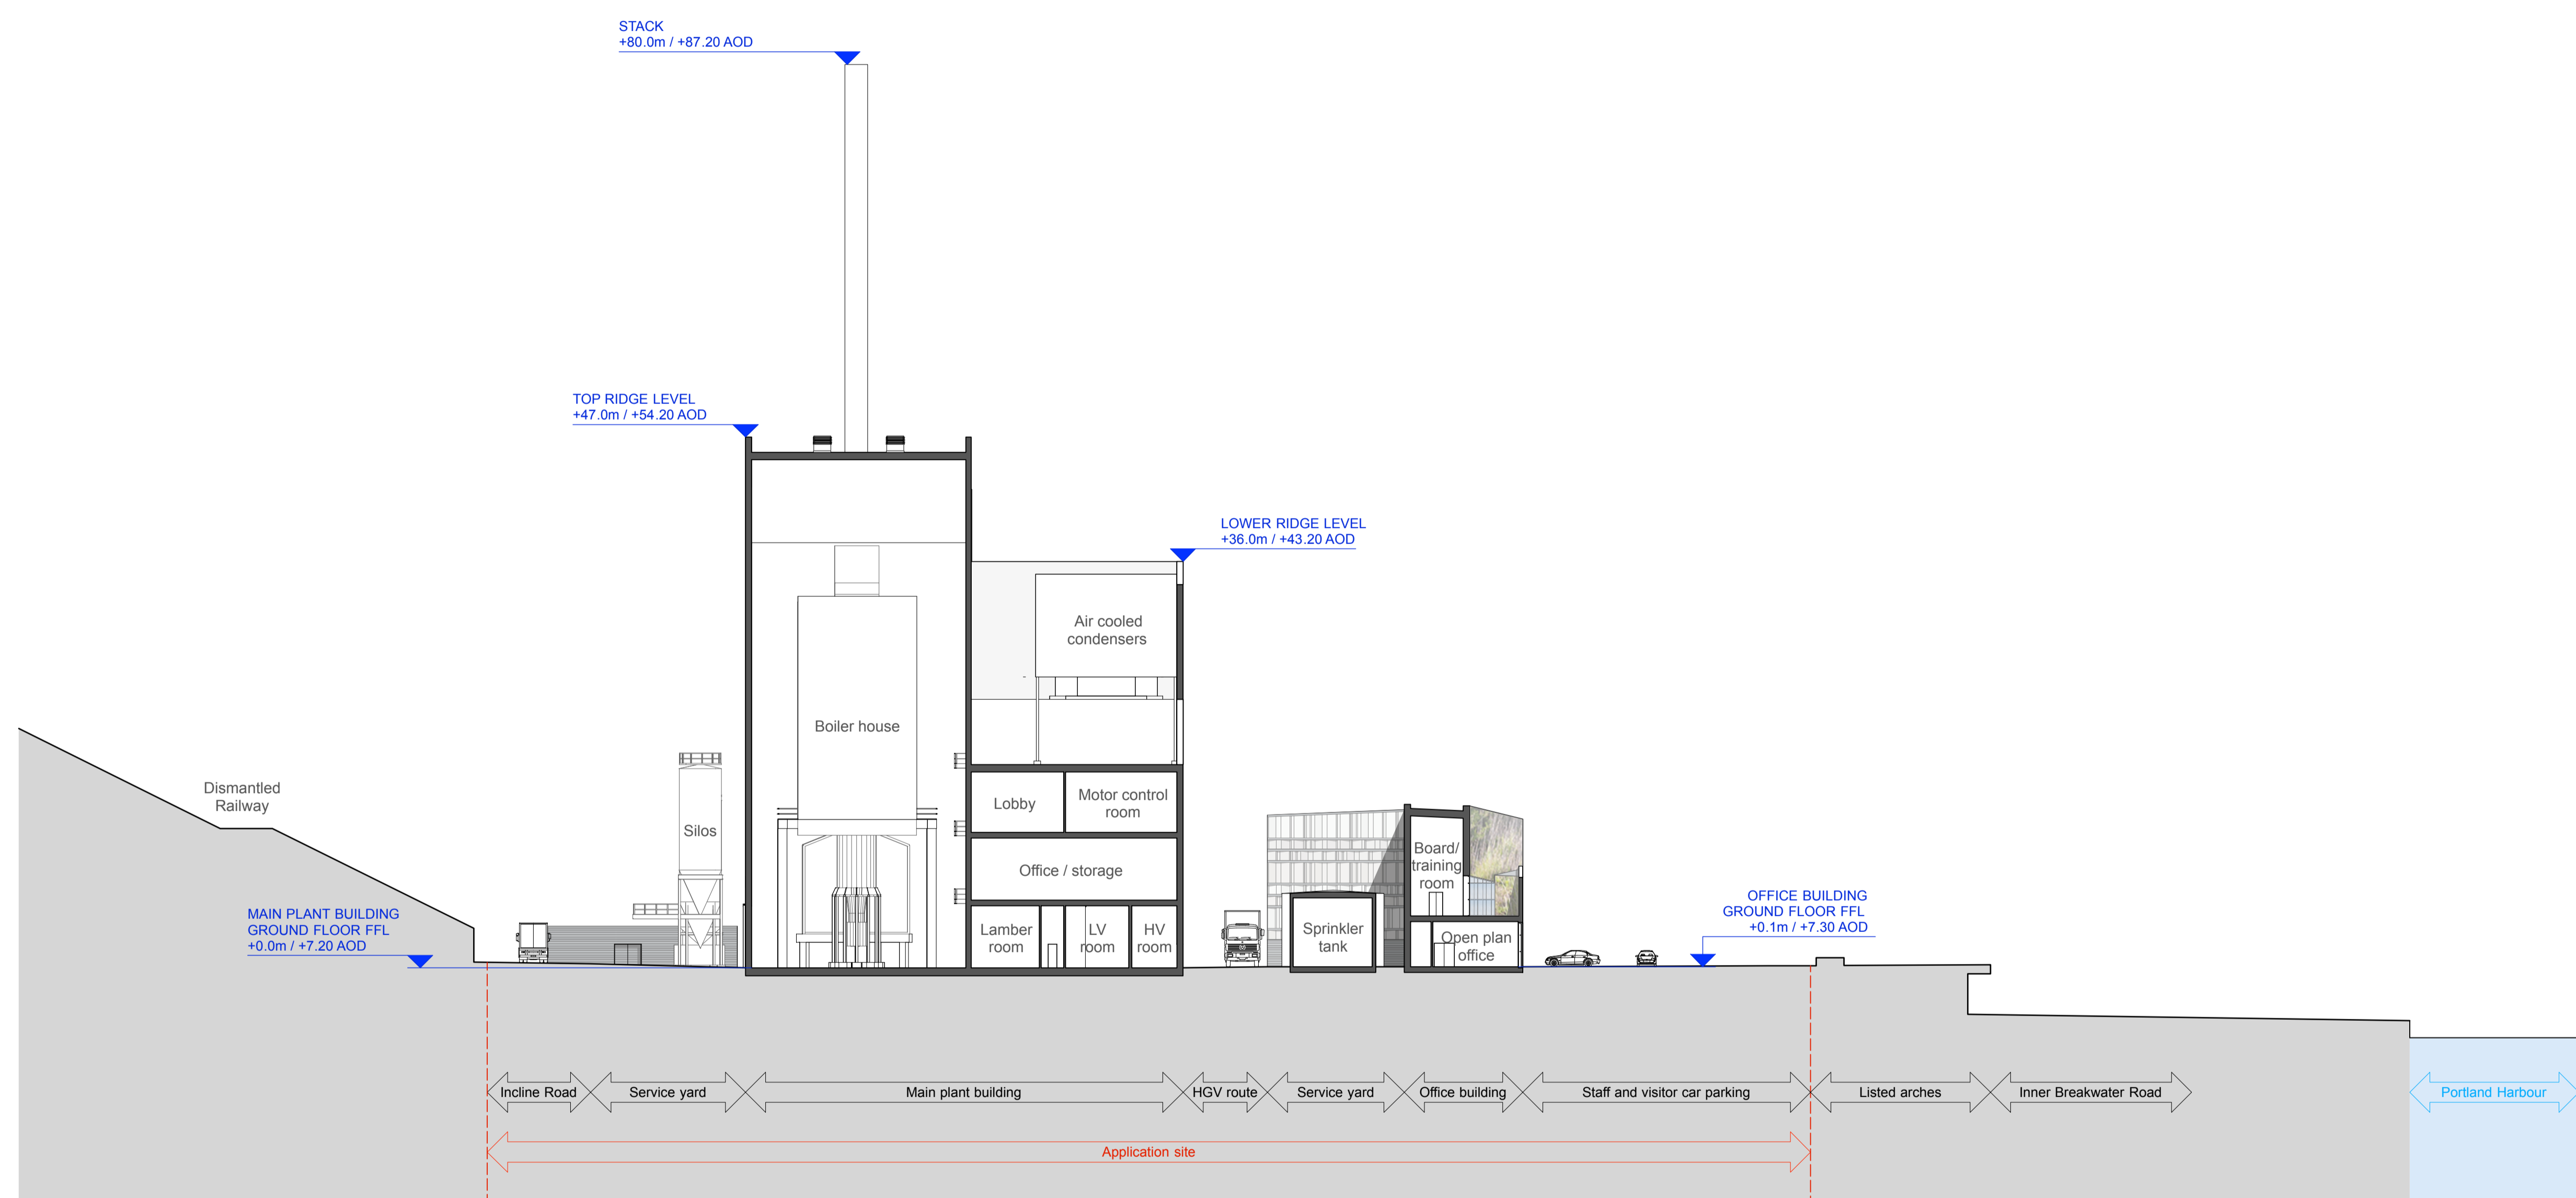 STACK
+80.0m / +87.20 AOD
TOP RIDGE LEVEL
+47.0m / +54.20 AOD
LOWER RIDGE LEVEL
+36.0m / +43.20 AOD
Air cooled
condensers
Boiler house
Dismantled
Railway
Silos
Lobby
Motor control
room
Office / storage
Lamber
room
LV
room
HV
room
Sprinkler
tank
Board/
training
room
Open plan
office
MAIN PLANT BUILDING
GROUND FLOOR FFL
+0.0m / +7.20 AOD
OFFICE BUILDING
GROUND FLOOR FFL
+0.1m / +7.30 AOD
Incline Road
Service yard
Main plant building
HGV route
Service yard
Office building
Staff and visitor car parking
Listed arches
Inner Breakwater Road
Portland Harbour
Application site